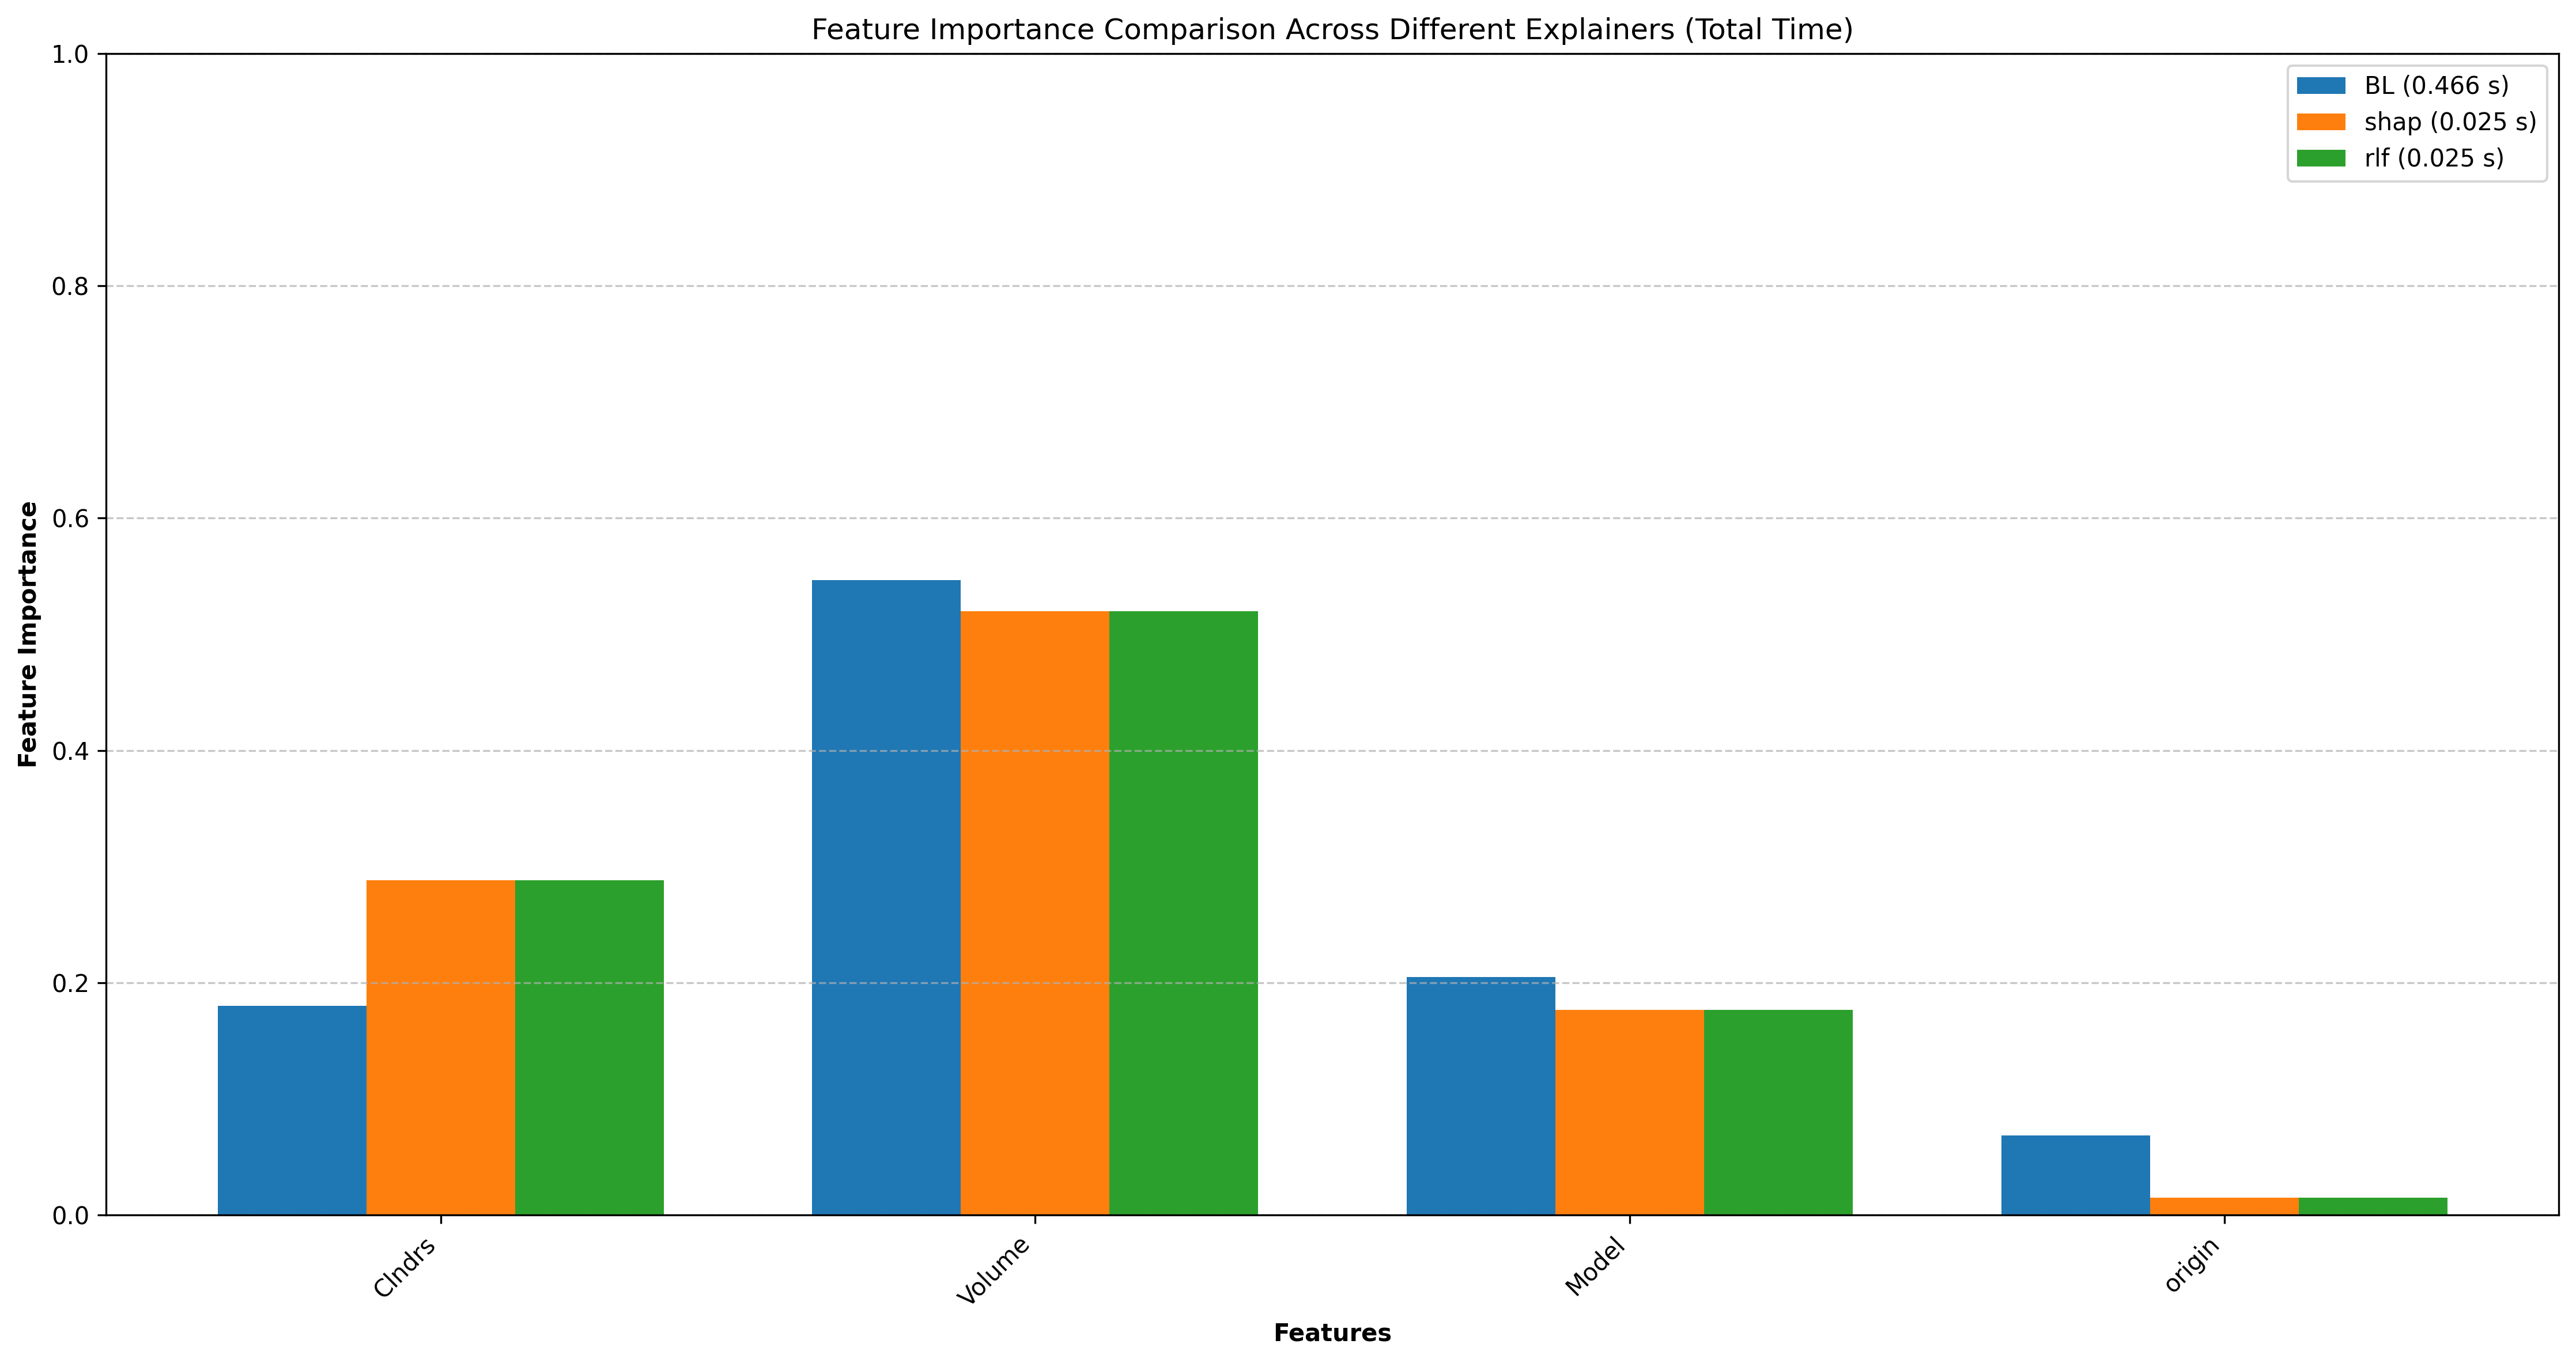 Feature Importance Comparison Across Different Explainers (Total Time)
1.0
0.8
0.6
0.4
0.2
0.0
Feature Importance
BL (0.466 s)
shap (0.025 s)
rlf (0.025 s)
Clndrs
Volume
Model
origin
Features